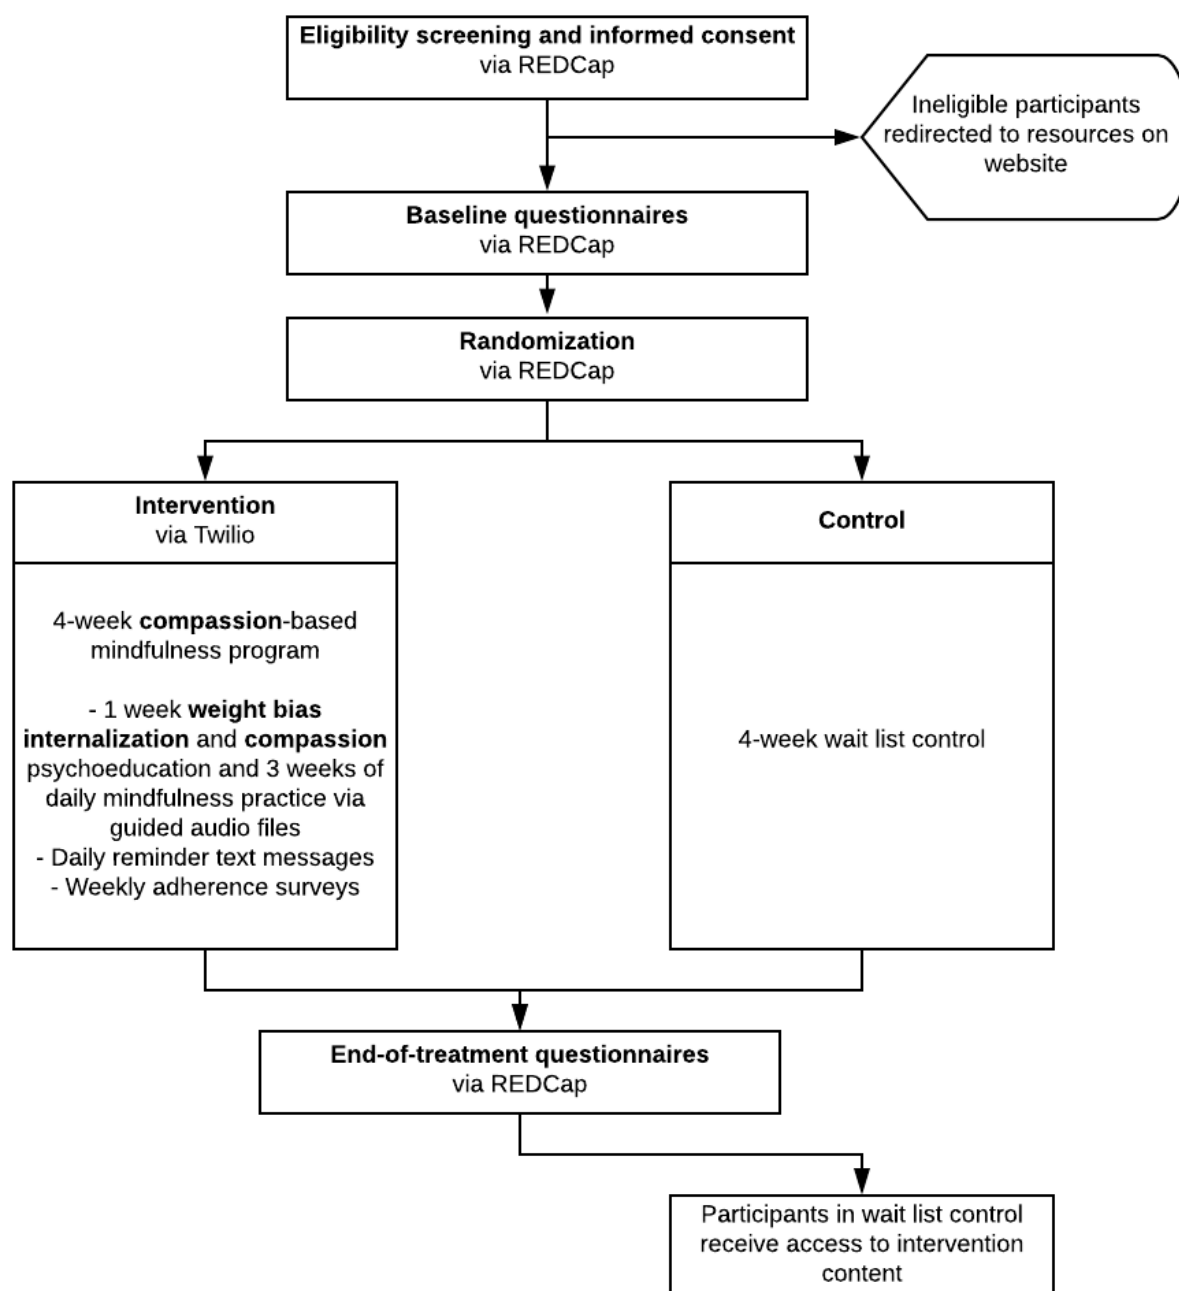 Eligibility screening and informed consent
via REDCap
Ineligible participants
redirected to resources on
website
Baseline questionnaires
via REDCap
Randomization
via REDCap
Intervention
via Twilio
4-week compassion-based
mindfulness program
- 1 week weight bias
internalization and compassion
psychoeducation and 3 weeks of
daily mindfulness practice via
guided audio files
- Daily reminder text messages
- Weekly adherence surveys
Control
4-week wait list control
End-of-treatment questionnaires
via REDCap
Participants in wait list control
receive access to intervention
content